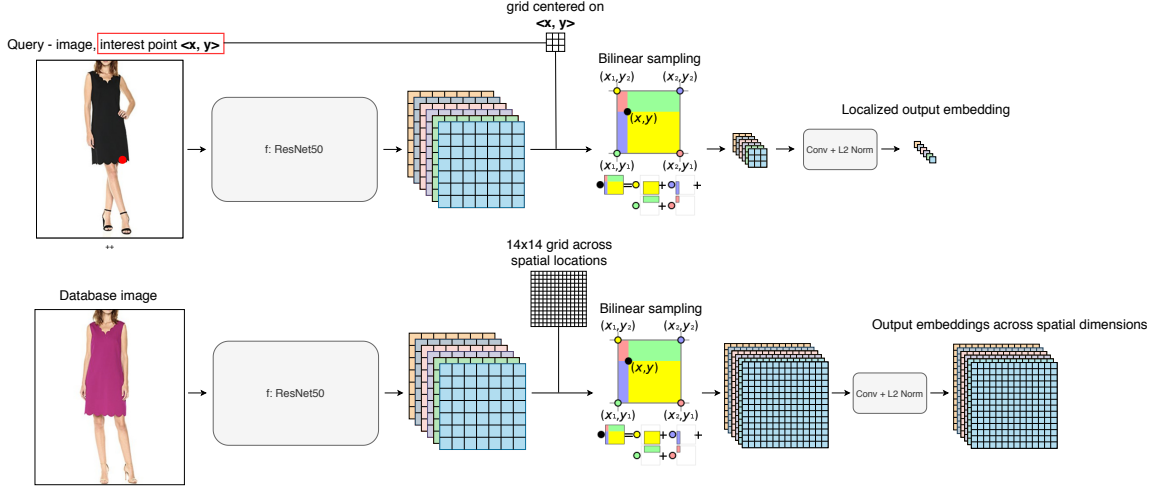 grid centered on
<x, y>
Query - image, interest point <x, y>
Bilinear sampling
(x₁,y₂) (x₂,y₂)
(x,y)
(x₁,y₁) (x₂,y₁)
= + +
+
f: ResNet50
Conv + L2 Norm
Localized output embedding
++
14x14 grid across
spatial locations
Database image
Bilinear sampling
(x₁,y₂) (x₂,y₂)
(x,y)
(x₁,y₁) (x₂,y₁)
= + +
+
f: ResNet50
Conv + L2 Norm
Output embeddings across spatial dimensions